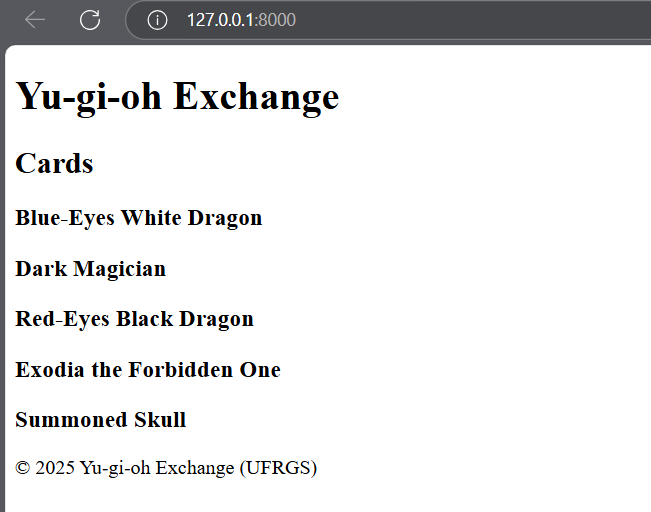 127.0.0.1:8000
Yu-gi-oh Exchange
Cards
Blue-Eyes White Dragon
Dark Magician
Red-Eyes Black Dragon
Exodia the Forbidden One
Summoned Skull
© 2025 Yu-gi-oh Exchange (UFRGS)